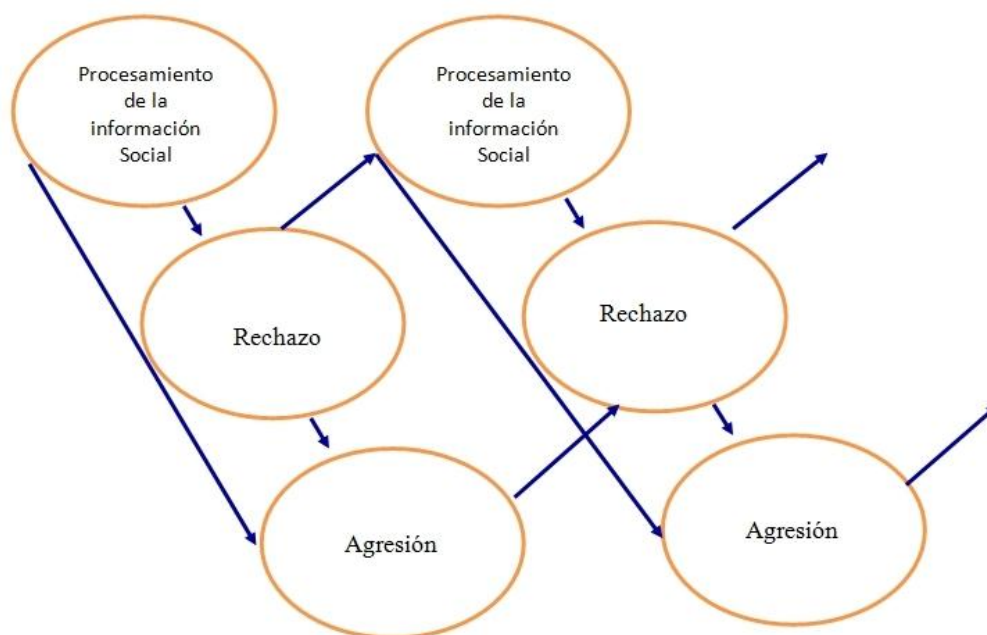 Procesamiento
de la
información
Social
Procesamiento
de la
información
Social
Rechazo
Rechazo
Agresión
Agresión